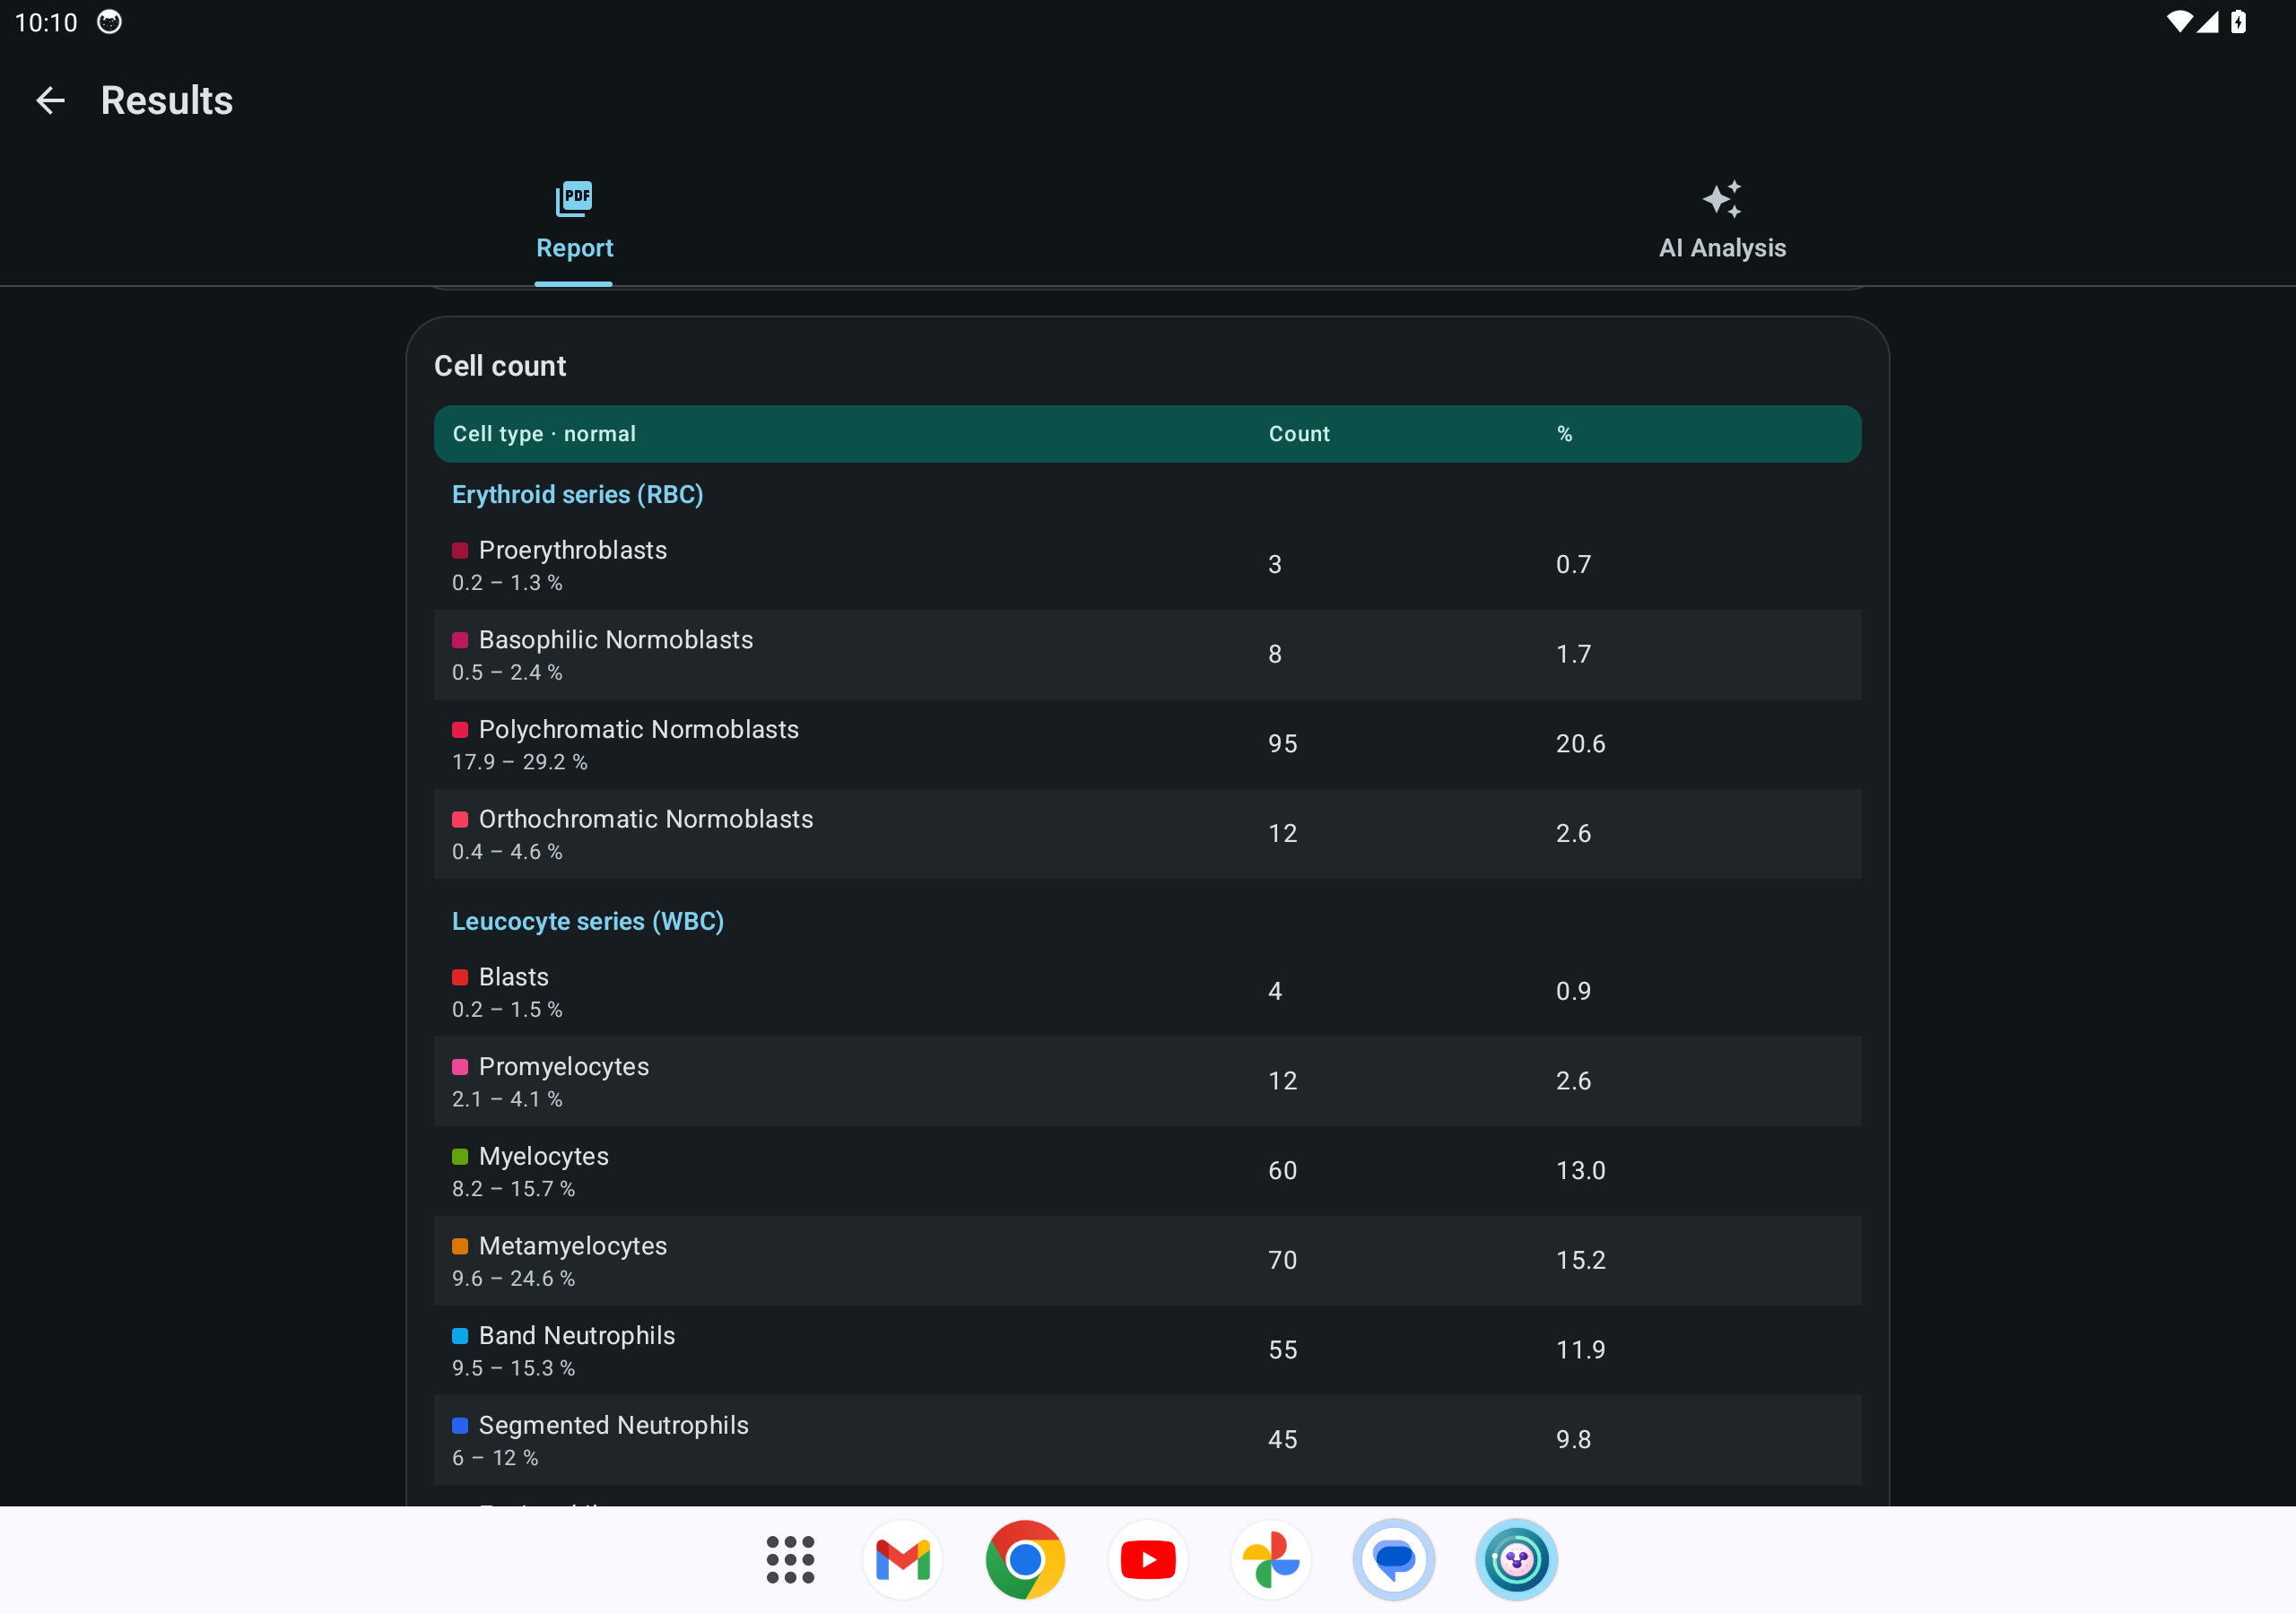 10:10
Results
PDF
Report
AI Analysis
Cell count
Cell type · normal Count %
Erythroid series (RBC)
Proerythroblasts
0.2 – 1.3 %
3 0.7
Basophilic Normoblasts
0.5 – 2.4 %
8 1.7
Polychromatic Normoblasts
17.9 – 29.2 %
95 20.6
Orthochromatic Normoblasts
0.4 – 4.6 %
12 2.6
Leucocyte series (WBC)
Blasts
0.2 – 1.5 %
4 0.9
Promyelocytes
2.1 – 4.1 %
12 2.6
Myelocytes
8.2 – 15.7 %
60 13.0
Metamyelocytes
9.6 – 24.6 %
70 15.2
Band Neutrophils
9.5 – 15.3 %
55 11.9
Segmented Neutrophils
6 – 12 %
45 9.8